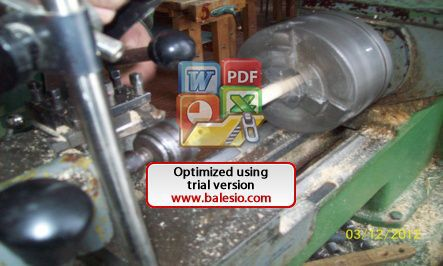 W
PDF
X
Optimized using
trial version
www.balesio.com
03/12/2012